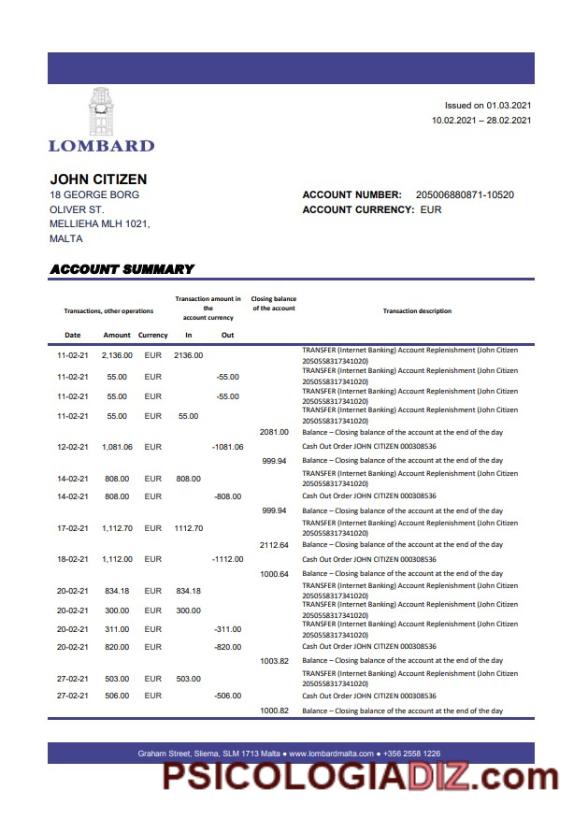 Issued on 01.03.2021
10.02.2021 – 28.02.2021
LOMBARD
JOHN CITIZEN
18 GEORGE BORG
OLIVER ST.
MELLIEHA MLH 1021,
MALTA
ACCOUNT NUMBER: 205006880871-10520
ACCOUNT CURRENCY: EUR
ACCOUNT SUMMARY
Transactions, other operations
Transaction amount in
the
account currency
Closing balance
of the account
Transaction description
Date Amount Currency In Out
11-02-21 2,136.00 EUR 2136.00 TRANSFER (Internet Banking) Account Replenishment (John Citizen
2050558317341020)
11-02-21 55.00 EUR -55.00 TRANSFER (Internet Banking) Account Replenishment (John Citizen
2050558317341020)
11-02-21 55.00 EUR -55.00 TRANSFER (Internet Banking) Account Replenishment (John Citizen
2050558317341020)
11-02-21 55.00 EUR 55.00 TRANSFER (Internet Banking) Account Replenishment (John Citizen
2050558317341020)
2081.00 Balance – Closing balance of the account at the end of the day
12-02-21 1,081.06 EUR -1081.06 Cash Out Order JOHN CITIZEN 000308536
999.94 Balance – Closing balance of the account at the end of the day
14-02-21 808.00 EUR 808.00 TRANSFER (Internet Banking) Account Replenishment (John Citizen
2050558317341020)
14-02-21 808.00 EUR -808.00 Cash Out Order JOHN CITIZEN 000308536
999.94 Balance – Closing balance of the account at the end of the day
17-02-21 1,112.70 EUR 1112.70 TRANSFER (Internet Banking) Account Replenishment (John Citizen
2050558317341020)
2112.64 Balance – Closing balance of the account at the end of the day
18-02-21 1,112.00 EUR -1112.00 Cash Out Order JOHN CITIZEN 000308536
1000.64 Balance – Closing balance of the account at the end of the day
20-02-21 834.18 EUR 834.18 TRANSFER (Internet Banking) Account Replenishment (John Citizen
2050558317341020)
20-02-21 300.00 EUR 300.00 TRANSFER (Internet Banking) Account Replenishment (John Citizen
2050558317341020)
20-02-21 311.00 EUR -311.00 TRANSFER (Internet Banking) Account Replenishment (John Citizen
2050558317341020)
20-02-21 820.00 EUR -820.00 Cash Out Order JOHN CITIZEN 000308536
1003.82 Balance – Closing balance of the account at the end of the day
27-02-21 503.00 EUR 503.00 TRANSFER (Internet Banking) Account Replenishment (John Citizen
2050558317341020)
27-02-21 506.00 EUR -506.00 Cash Out Order JOHN CITIZEN 000308536
1000.82 Balance – Closing balance of the account at the end of the day
Graham Street, Sliema, SLM 1713 Malta ● www.lombardmalta.com ● +356 2558 1226
PSICOLOGIADIZ.com